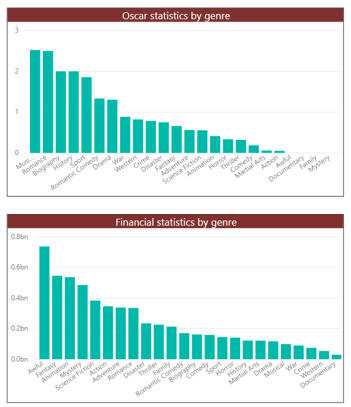 Oscar statistics by genre
3
2
1
0
Musi...
Romance
Biography
History
Sport
Romantic Comedy
Drama
War
Western
Crime
Disaster
Fantasy
Adventure
Science Fiction
Animation
Horror
Thriller
Comedy
Martial Arts
Action
Awful
Documentary
Family
Mystery
Financial statistics by genre
0.8bn
0.6bn
0.4bn
0.2bn
0.0bn
Awful
Fantasy
Animation
Mystery
Science Fiction
Action
Adventure
Romance
Disaster
Thriller
Family
Romantic Comedy
Biography
Comedy
Sport
Horror
History
Martial Arts
Drama
Musical
War
Crime
Western
Documentary